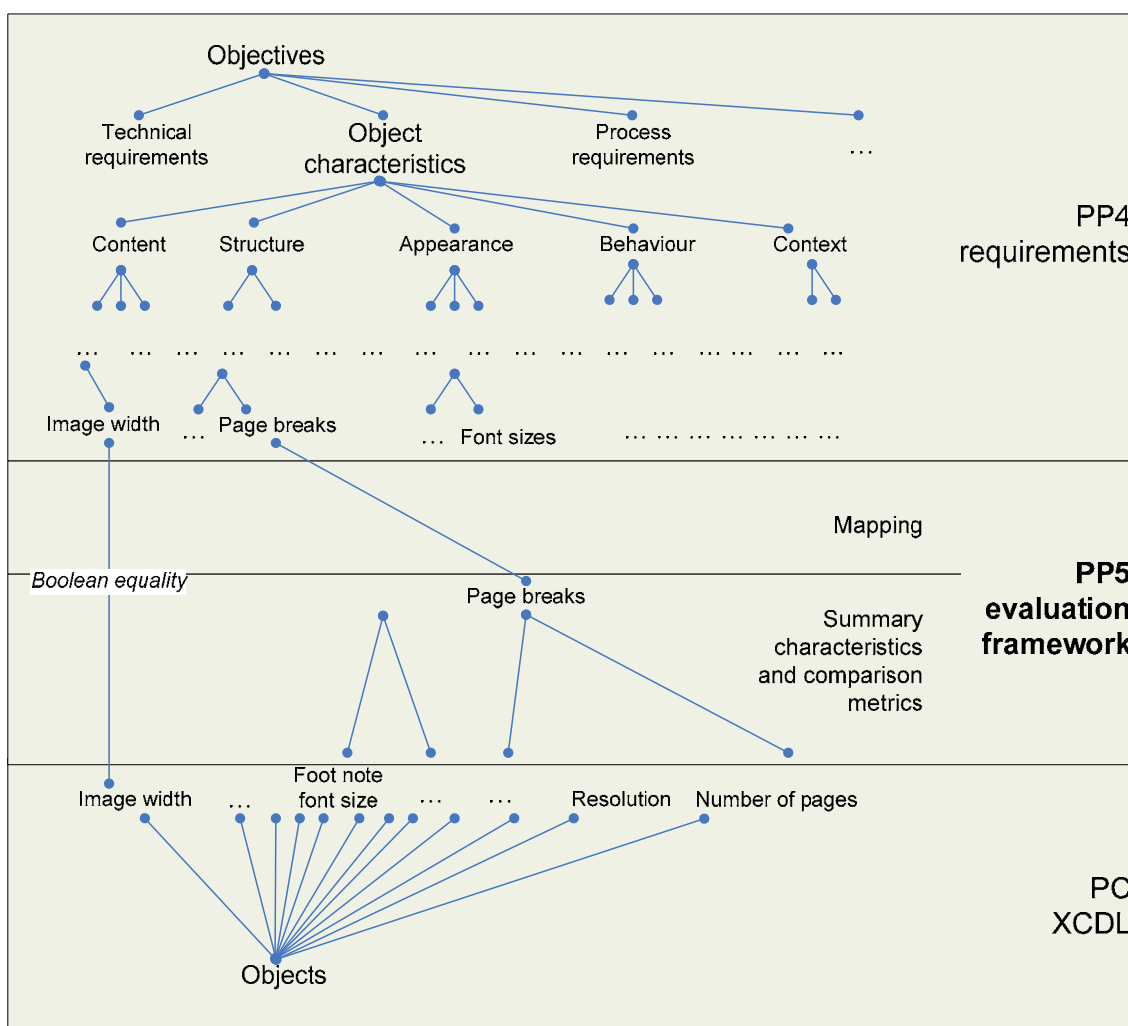 Objectives
Technical
requirements
Object
characteristics
Process
requirements
...
PP4
requirements
Content
Structure
Appearance
Behaviour
Context
... ... ... ... ... ... ... ... ... ... ... ... ... ... ... ... ...
Image width
...
Page breaks
... Font sizes
... ... ... ... ... ... ...
Mapping
Boolean equality
PP5
evaluation
framework
Page breaks
Summary
characteristics
and comparison
metrics
Image width
...
Foot note
font size
...
...
Resolution
Number of pages
PC
XCDL
Objects